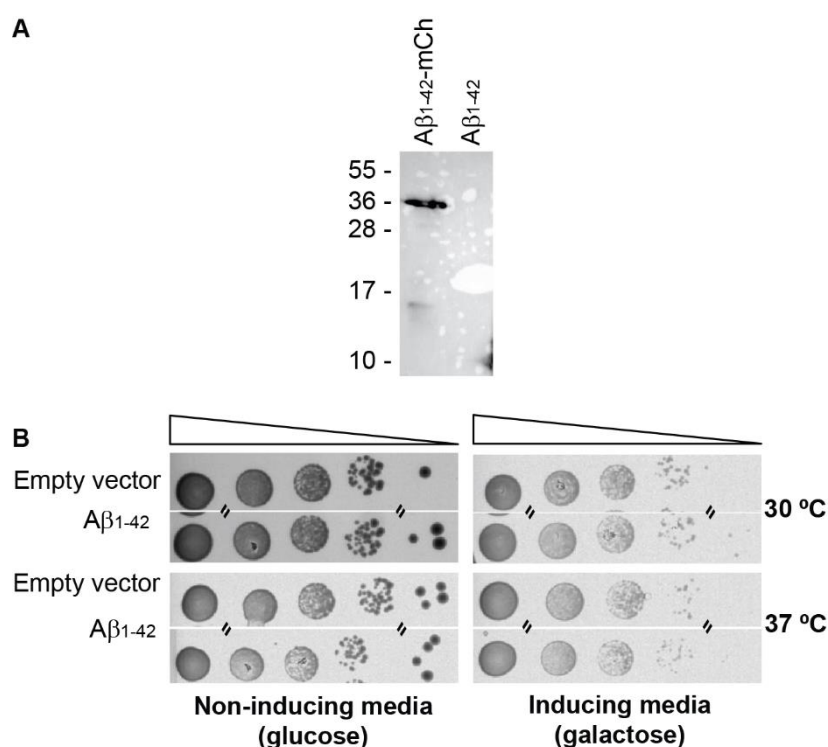 A
Aβ1-42-mCh
Aβ1-42
55 -
36 -
28 -
17 -
10 -
B
Empty vector
Aβ1-42
30 ºC
Empty vector
Aβ1-42
37 ºC
Non-inducing media
(glucose)
Inducing media
(galactose)